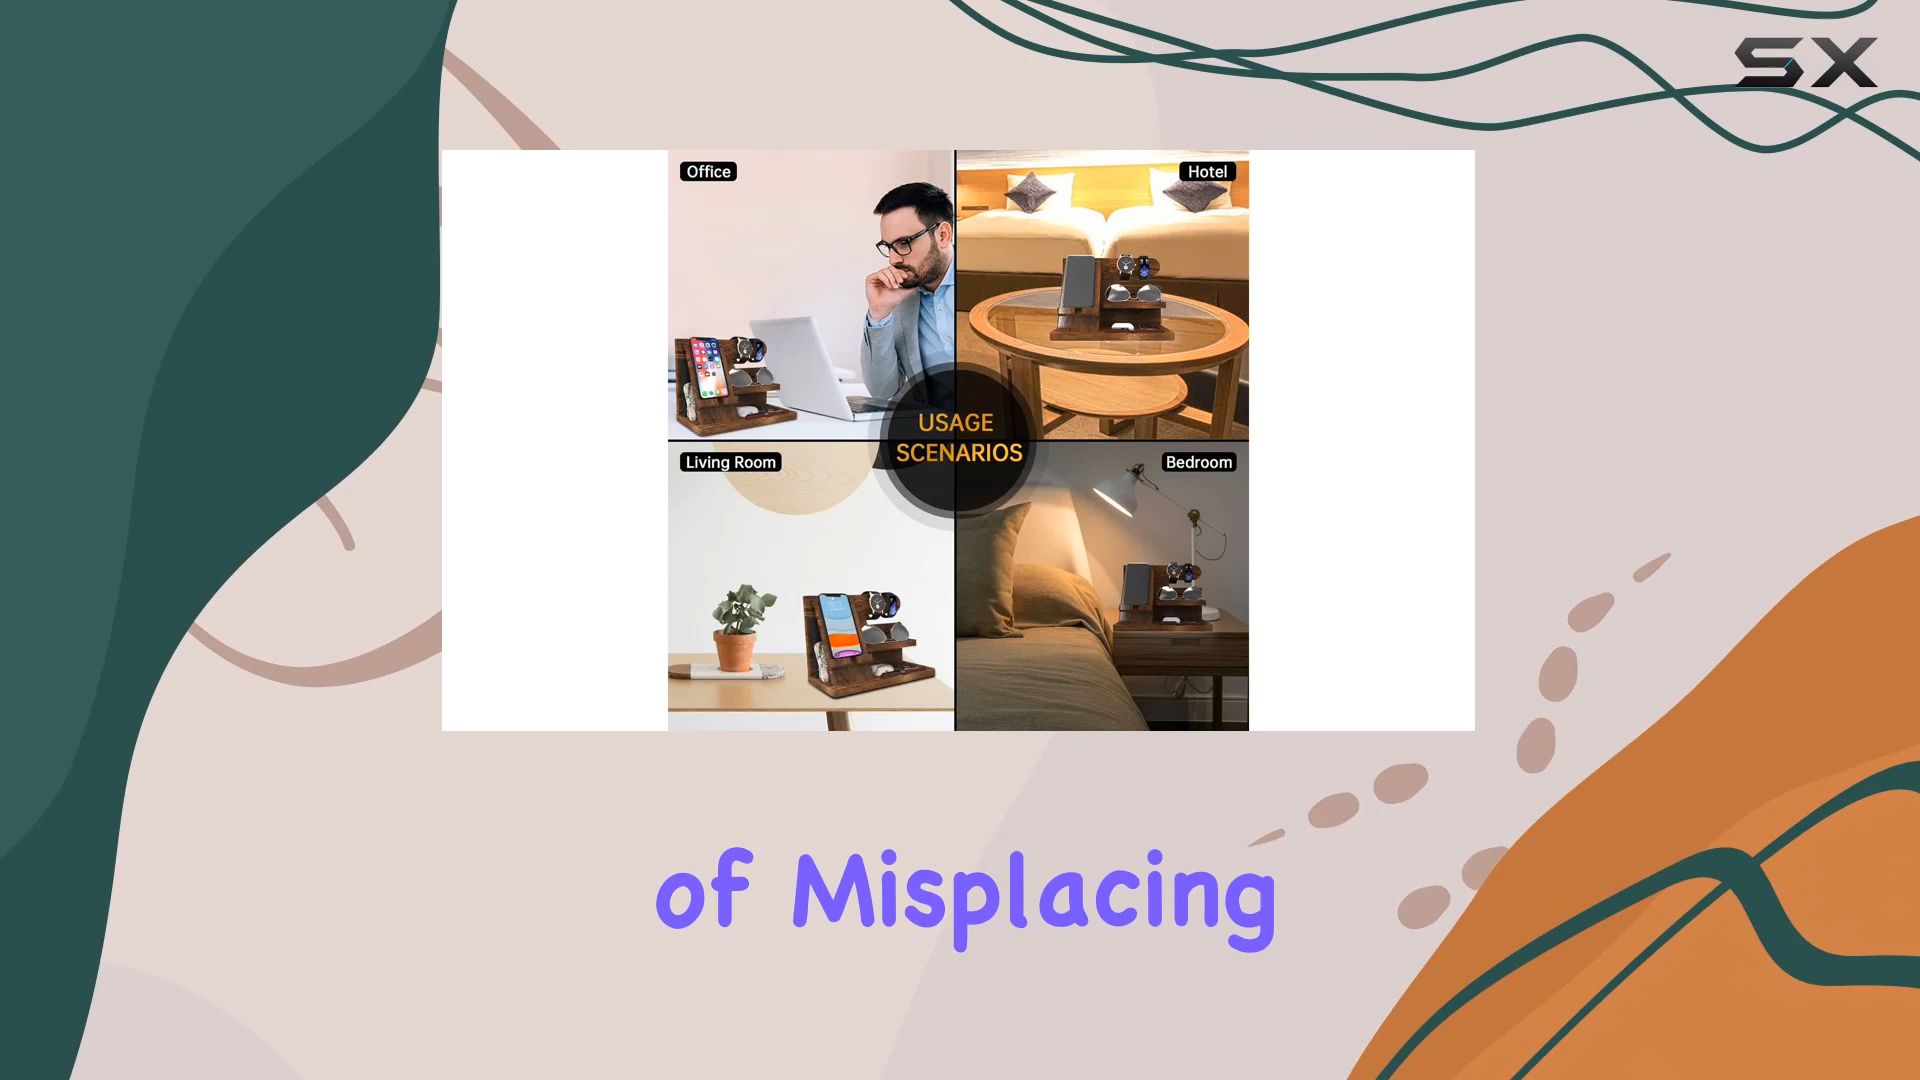 SX
Office
Hotel
USAGE
SCENARIOS
Living Room
Bedroom
of Misplacing